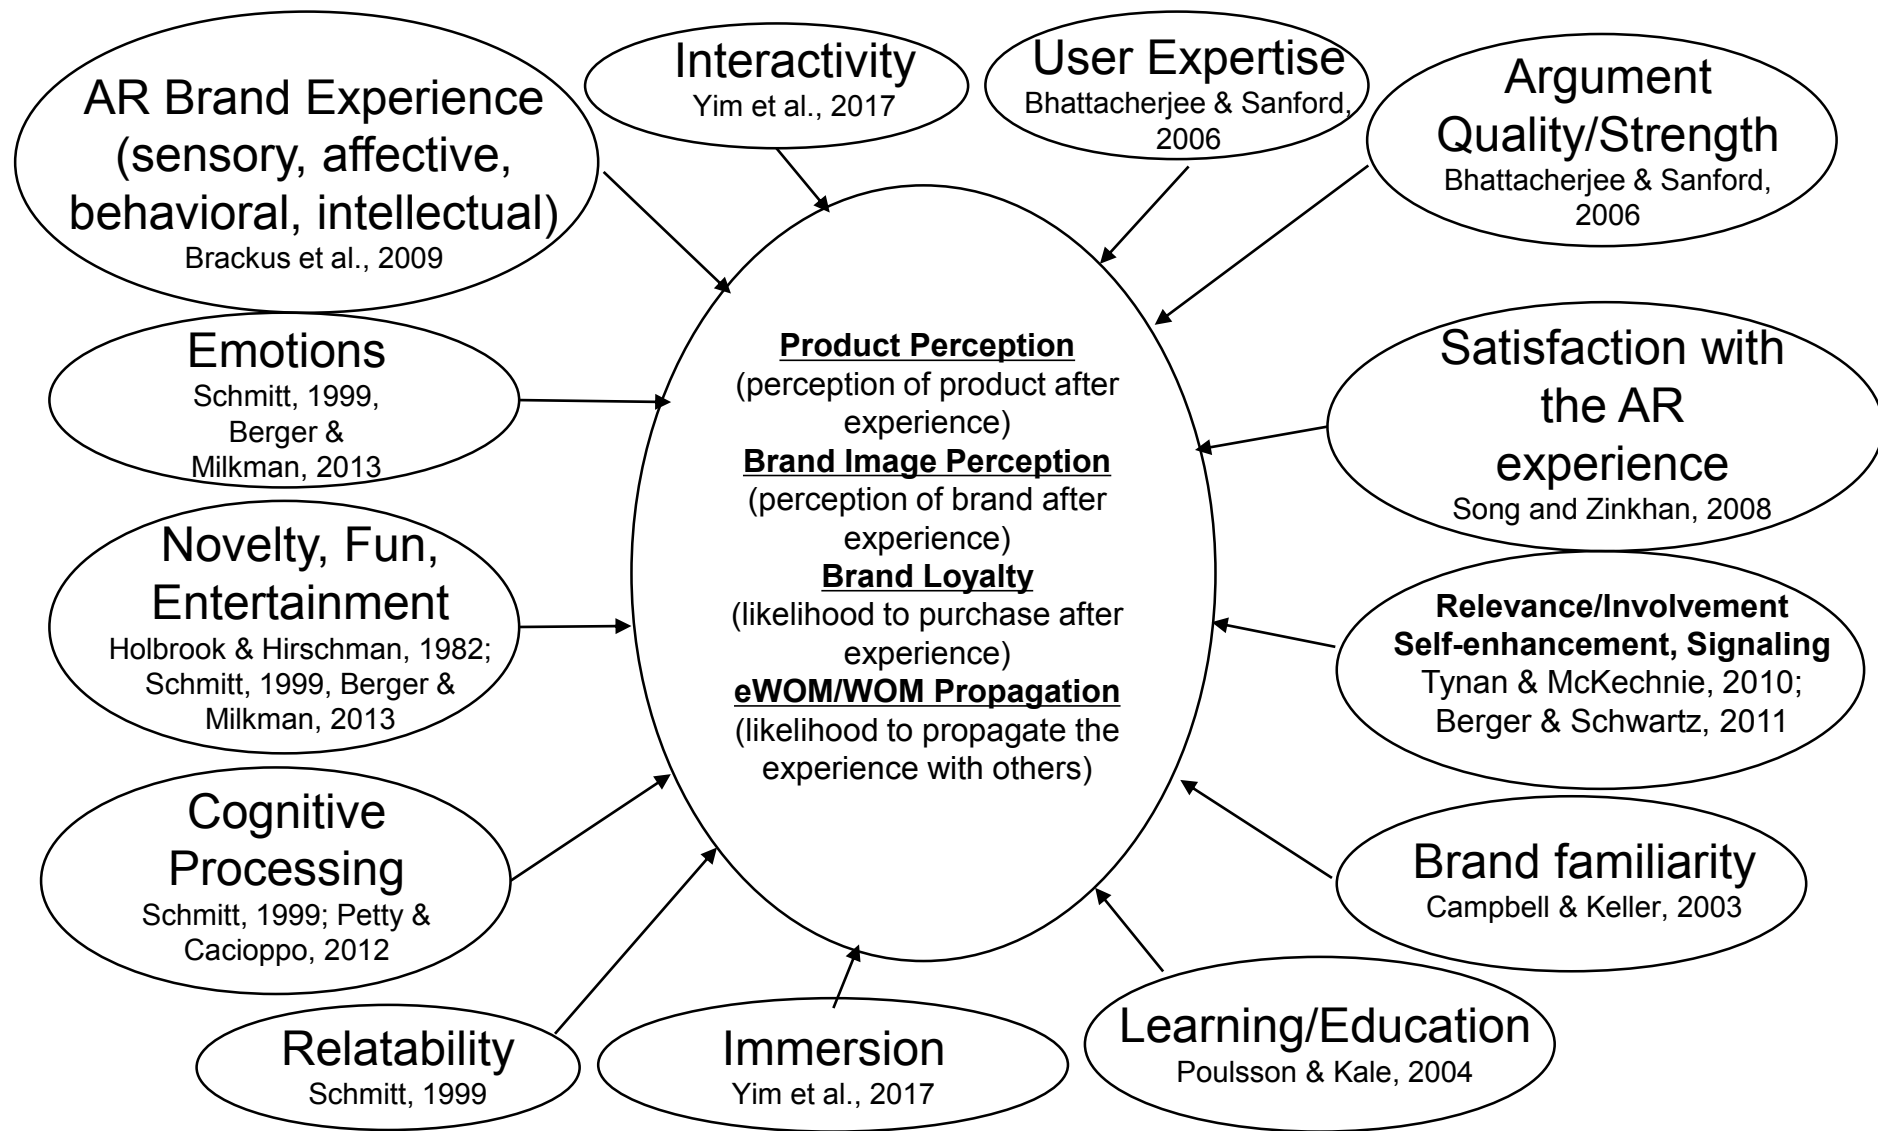 AR Brand Experience
(sensory, affective,
behavioral, intellectual)
Brackus et al., 2009
Interactivity
Yim et al., 2017
User Expertise
Bhattacherjee & Sanford,
2006
Argument
Quality/Strength
Bhattacherjee & Sanford,
2006
Emotions
Schmitt, 1999,
Berger &
Milkman, 2013
Novelty, Fun,
Entertainment
Holbrook & Hirschman, 1982;
Schmitt, 1999, Berger &
Milkman, 2013
Cognitive
Processing
Schmitt, 1999; Petty &
Cacioppo, 2012
Relatability
Schmitt, 1999
Product Perception
(perception of product after
experience)
Brand Image Perception
(perception of brand after
experience)
Brand Loyalty
(likelihood to purchase after
experience)
eWOM/WOM Propagation
(likelihood to propagate the
experience with others)
Immersion
Yim et al., 2017
Satisfaction with
the AR
experience
Song and Zinkhan, 2008
Relevance/Involvement
Self-enhancement, Signaling
Tynan & McKechnie, 2010;
Berger & Schwartz, 2011
Brand familiarity
Campbell & Keller, 2003
Learning/Education
Poulsson & Kale, 2004